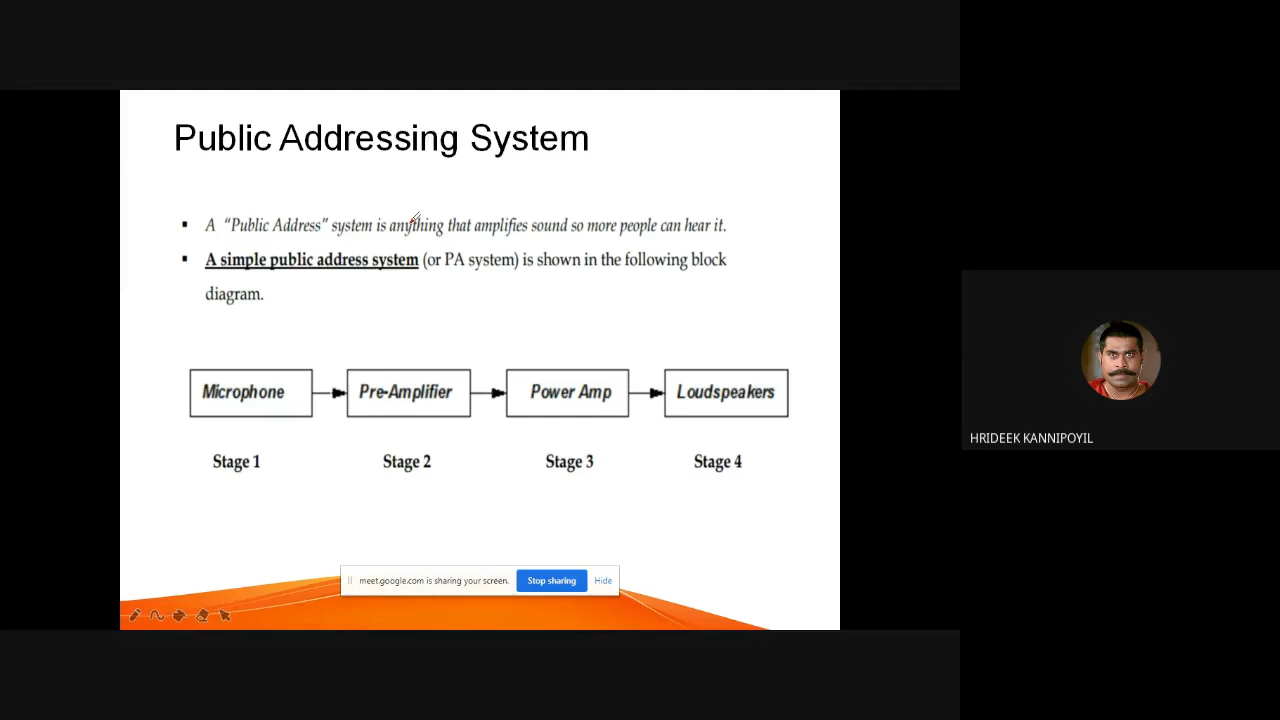 Public Addressing System
▪ A “Public Address” system is anything that amplifies sound so more people can hear it.
▪ A simple public address system (or PA system) is shown in the following block
diagram.
Microphone Pre-Amplifier Power Amp Loudspeakers
Stage 1 Stage 2 Stage 3 Stage 4
meet.google.com is sharing your screen. Stop sharing Hide
HRIDEEK KANNIPOYIL